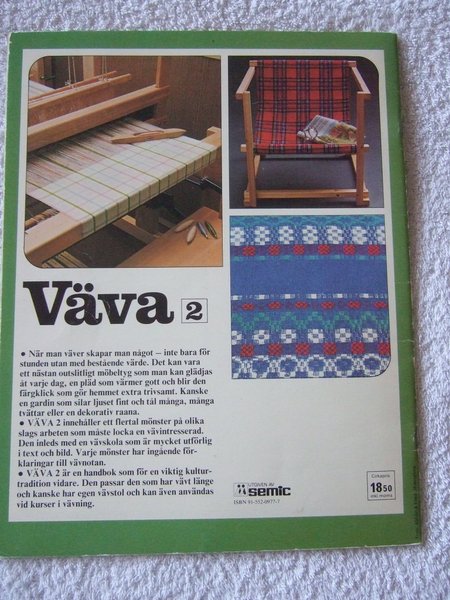 Väva 2
● När man väver skapar man något – inte bara för
stunden utan med bestående värde. Det kan vara
ett nästan outslitligt möbeltyg som man kan glädjas
åt varje dag, en pläd som värmer gott och blir den
färgklick som gör hemmet extra trivsamt. Kanske
en gardin som silar ljuset fint och tål många, många
tvättar eller en dekorativ raana.
● VÄVA 2 innehåller ett flertal mönster på olika
slags arbeten som måste locka en vävintresserad.
Den inleds med en vävskola som är mycket utförlig
i text och bild. Varje mönster har ingående för-
klaringar till vävnotan.
● VÄVA 2 är en handbok som för en viktig kultur-
tradition vidare. Den passar den som har vävt länge
och kanske har egen vävstol och kan även användas
vid kurser i vävning.
UTGIVEN AV
semic
ISBN 91-552-0977-7
Cirkapris
18 50
inkl. moms